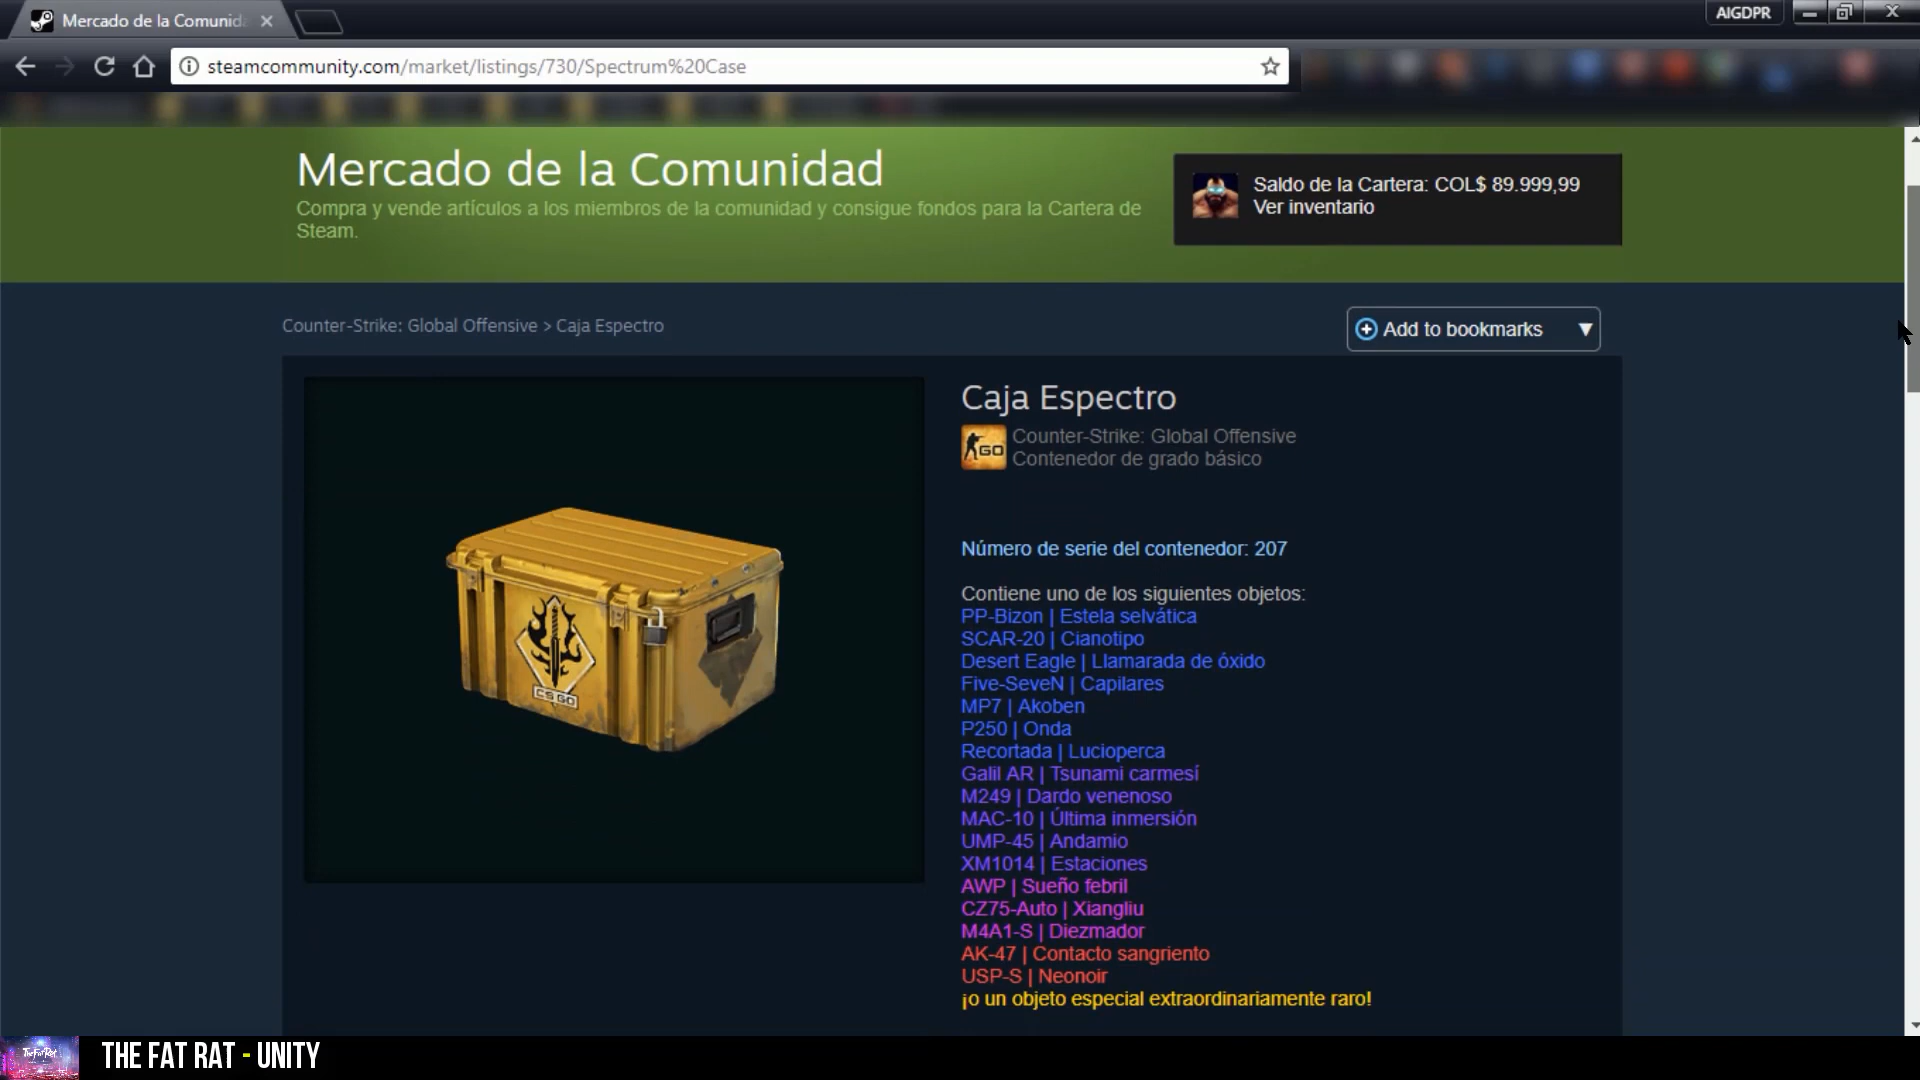 Mercado de la Comunid
AIGDPR
steamcommunity.com/market/listings/730/Spectrum%20Case
Mercado de la Comunidad
Compra y vende artículos a los miembros de la comunidad y consigue fondos para la Cartera de
Steam.
Saldo de la Cartera: COL$ 89.999,99
Ver inventario
Counter-Strike: Global Offensive > Caja Espectro
Add to bookmarks
Caja Espectro
GO
Counter-Strike: Global Offensive
Contenedor de grado básico
Número de serie del contenedor: 207
Contiene uno de los siguientes objetos:
PP-Bizon | Estela selvática
SCAR-20 | Cianotipo
Desert Eagle | Llamarada de óxido
Five-SeveN | Capilares
MP7 | Akoben
P250 | Onda
Recortada | Lucioperca
Galil AR | Tsunami carmesí
M249 | Dardo venenoso
MAC-10 | Última inmersión
UMP-45 | Andamio
XM1014 | Estaciones
AWP | Sueño febril
CZ75-Auto | Xiangliu
M4A1-S | Diezmador
AK-47 | Contacto sangriento
USP-S | Neonoir
¡o un objeto especial extraordinariamente raro!
CS GO
TheFatRat
THE FAT RAT - UNITY